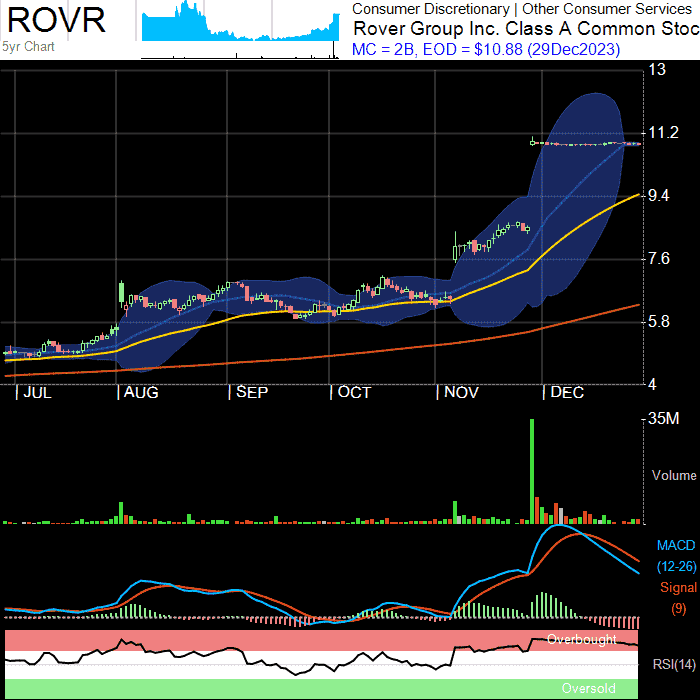 ROVR
5yr Chart
Consumer Discretionary | Other Consumer Services
Rover Group Inc. Class A Common Stoc
MC = 2B, EOD = $10.88 (29Dec2023)
13
11.2
9.4
7.6
5.8
4
JUL AUG SEP OCT NOV DEC
35M
Volume
MACD
(12-26)
Signal
(9)
Overbought
RSI(14)
Oversold